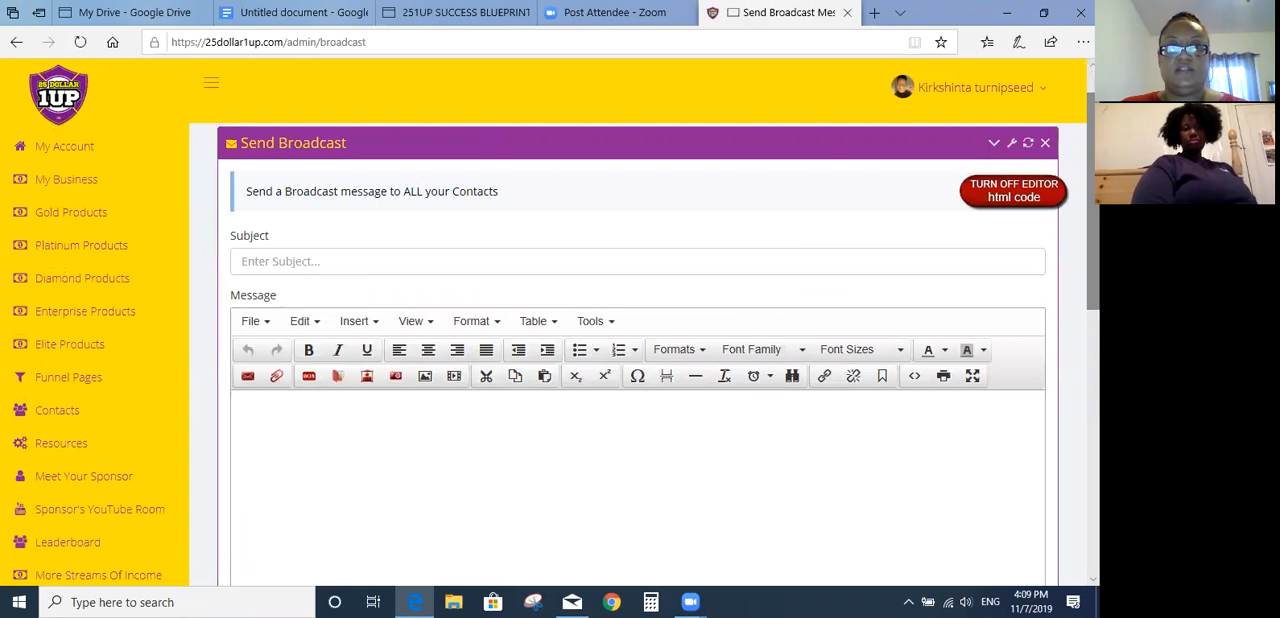 My Drive - Google Drive
Untitled document - Googl
251UP SUCCESS BLUEPRINT
Post Attendee - Zoom
Send Broadcast Mes
https://25dollar1up.com/admin/broadcast
25 DOLLAR
1UP
Kirkshinta turnipseed
My Account
My Business
Gold Products
Platinum Products
Diamond Products
Enterprise Products
Elite Products
Funnel Pages
Contacts
Resources
Meet Your Sponsor
Sponsor's YouTube Room
Leaderboard
More Streams Of Income
Send Broadcast
Send a Broadcast message to ALL your Contacts
TURN OFF EDITOR
html code
Subject
Enter Subject...
Message
File Edit Insert View Format Table Tools
B I U Formats Font Family Font Sizes A A
Type here to search
ENG
4:09 PM
11/7/2019